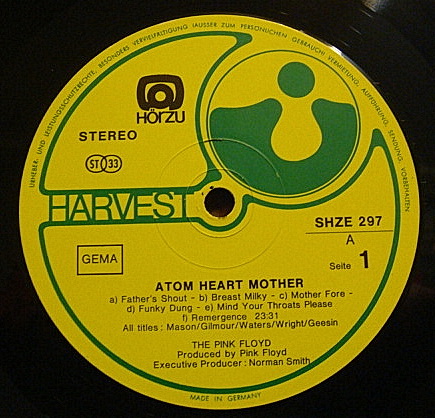 URHEBER- UND LEISTUNGSSCHUTZRECHTE, BESONDERS VERVIELFÄLTIGUNG (AUSSER ZUM PERSÖNLICHEN GEBRAUCH), VERMIETUNG, AUFFÜHRUNG, SENDUNG, VORBEHALTEN
HÖRZU
STEREO
ST 33
HARVEST
SHZE 297
A
Seite 1
GEMA
ATOM HEART MOTHER
a) Father's Shout - b) Breast Milky - c) Mother Fore -
d) Funky Dung - e) Mind Your Throats Please
f) Remergence 23:31
All titles : Mason/Gilmour/Waters/Wright/Geesin
THE PINK FLOYD
Produced by Pink Floyd
Executive Producer : Norman Smith
MADE IN GERMANY